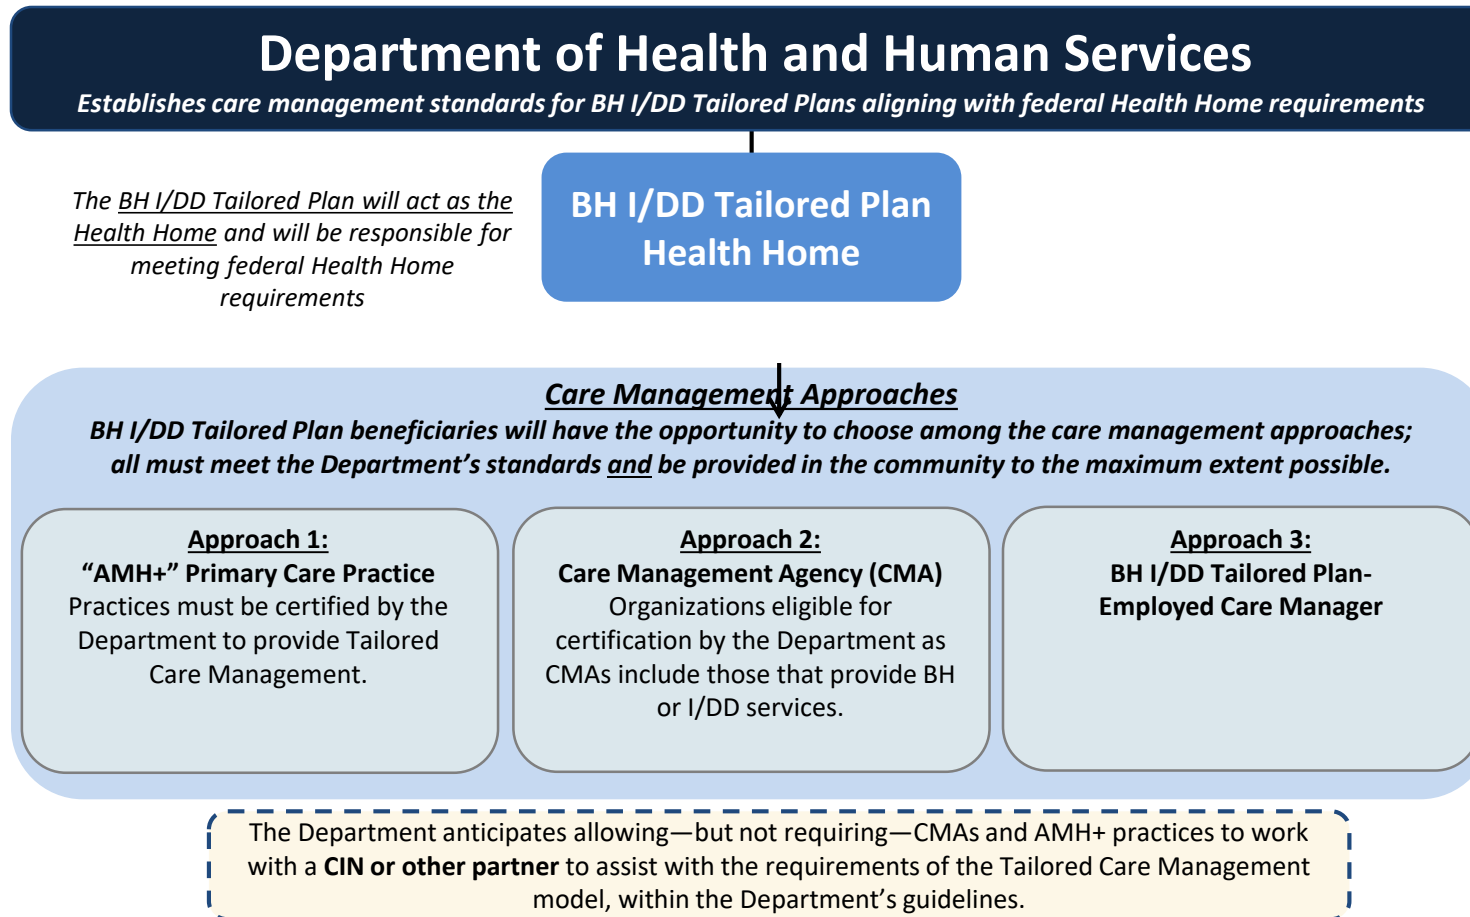 Department of Health and Human Services
Establishes care management standards for BH I/DD Tailored Plans aligning with federal Health Home requirements
The BH I/DD Tailored Plan will act as the
Health Home and will be responsible for
meeting federal Health Home
requirements
BH I/DD Tailored Plan
Health Home
Care Management Approaches
BH I/DD Tailored Plan beneficiaries will have the opportunity to choose among the care management approaches;
all must meet the Department’s standards and be provided in the community to the maximum extent possible.
Approach 1:
“AMH+” Primary Care Practice
Practices must be certified by the
Department to provide Tailored
Care Management.
Approach 2:
Care Management Agency (CMA)
Organizations eligible for
certification by the Department as
CMAs include those that provide BH
or I/DD services.
Approach 3:
BH I/DD Tailored Plan-
Employed Care Manager
The Department anticipates allowing—but not requiring—CMAs and AMH+ practices to work
with a CIN or other partner to assist with the requirements of the Tailored Care Management
model, within the Department’s guidelines.